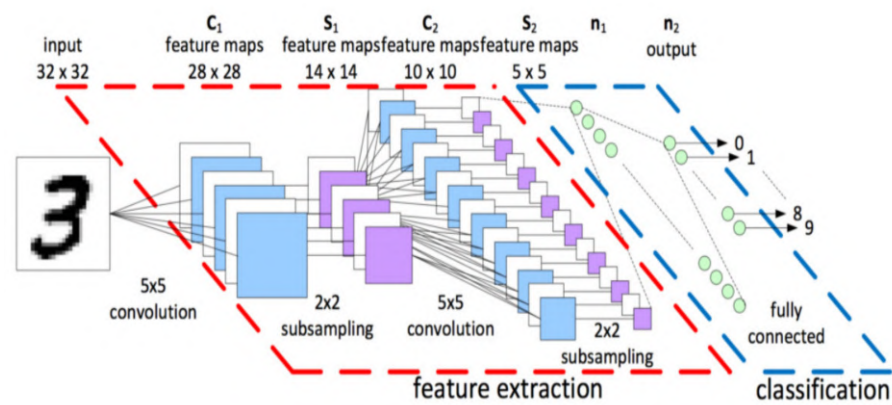 C₁
S₁
C₂
S₂
n₁
n₂
input
feature maps
feature maps
feature maps
feature maps
output
32 x 32
28 x 28
14 x 14
10 x 10
5 x 5
0
1
3
8
9
5x5
convolution
2x2
subsampling
5x5
convolution
2x2
subsampling
fully
connected
feature extraction
classification